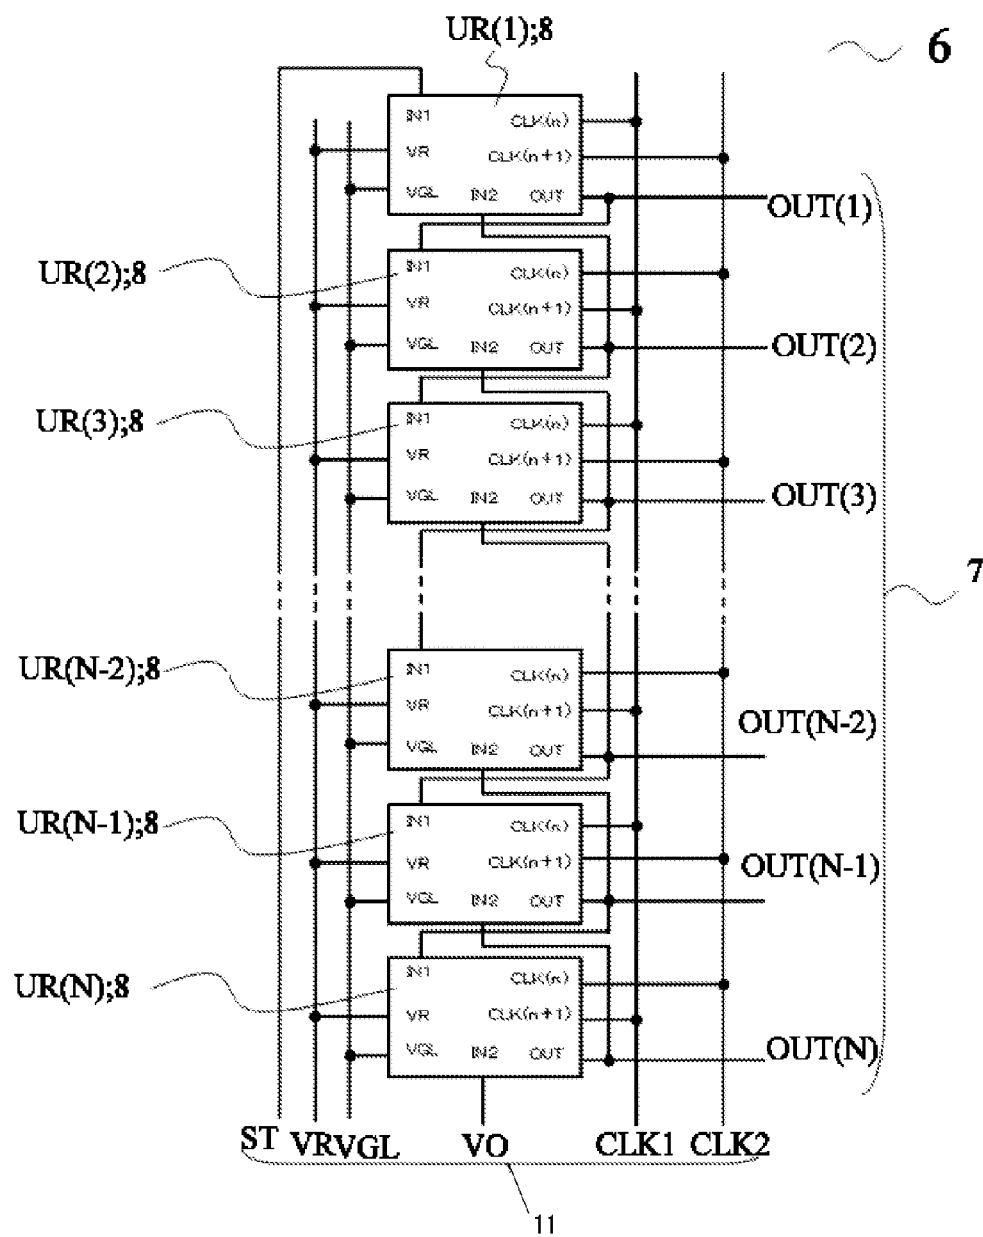 UR(1);8
6
IN1
CLK(n)
VR
CLK(n+1)
VGL IN2 OUT
OUT(1)
UR(2);8
IN1
CLK(n)
VR
CLK(n+1)
VGL IN2 OUT
OUT(2)
UR(3);8
IN1
CLK(n)
VR
CLK(n+1)
VGL IN2 OUT
OUT(3)
7
UR(N-2);8
IN1
CLK(n)
VR
CLK(n+1)
VGL IN2 OUT
OUT(N-2)
UR(N-1);8
IN1
CLK(n)
VR
CLK(n+1)
VGL IN2 OUT
OUT(N-1)
UR(N);8
IN1
CLK(n)
VR
CLK(n+1)
VGL IN2 OUT
OUT(N)
ST VR VGL VO CLK1 CLK2
11